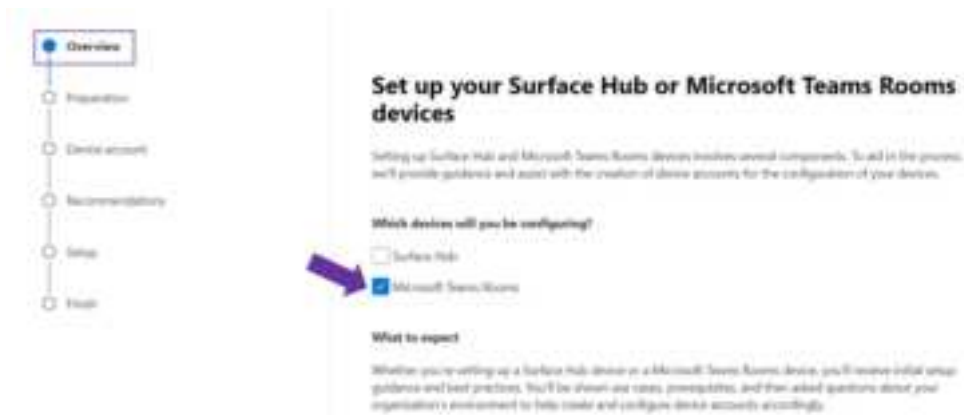 Overview
Preparation
Device account
Recommendations
Setup
Finish
Set up your Surface Hub or Microsoft Teams Rooms
devices
Setting up Surface Hub and Microsoft Teams Rooms devices involves several components. To aid in the process,
we'll provide guidance and assist with the creation of device accounts for the configuration of your devices.
Which devices will you be configuring?
Surface Hub
Microsoft Teams Rooms
What to expect
Whether you're setting up a Surface Hub device or a Microsoft Teams Rooms device, you'll receive initial setup
guidance and best practices. You'll be shown use cases, prerequisites, and then asked questions about your
organization's environment to help create and configure device accounts accordingly.